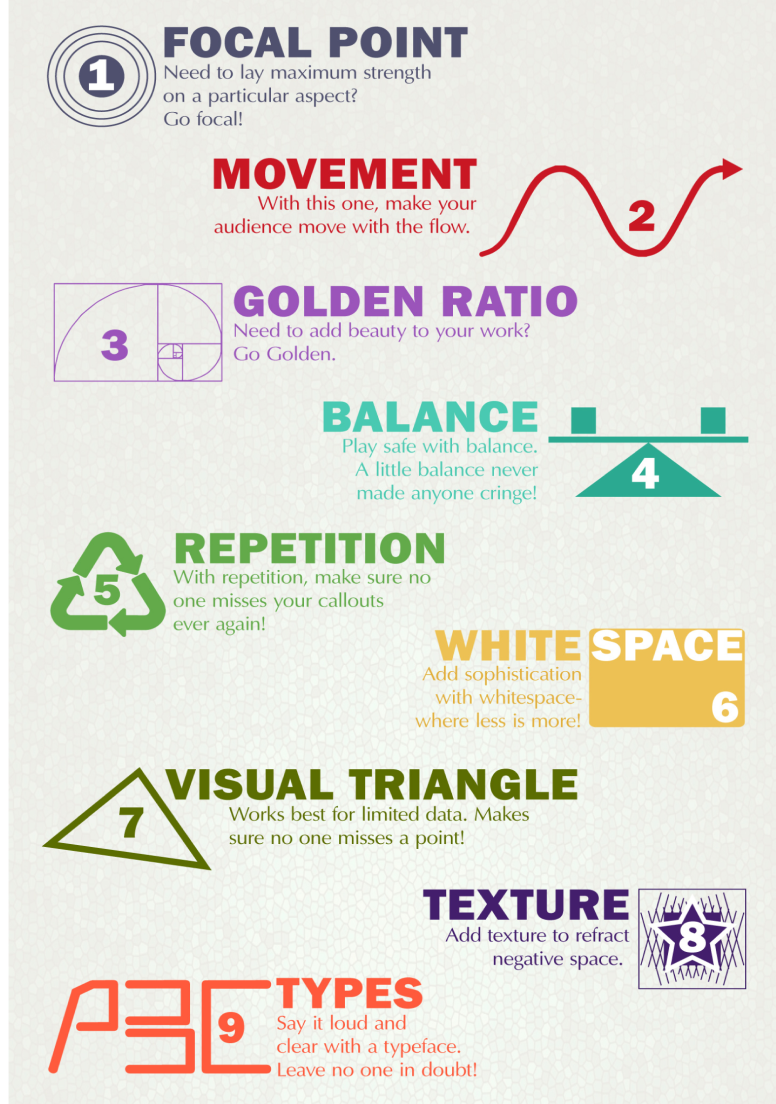 1
FOCAL POINT
Need to lay maximum strength
on a particular aspect?
Go focal!
MOVEMENT
With this one, make your
audience move with the flow.
2
3
GOLDEN RATIO
Need to add beauty to your work?
Go Golden.
BALANCE
Play safe with balance.
A little balance never
made anyone cringe!
4
5
REPETITION
With repetition, make sure no
one misses your callouts
ever again!
WHITE SPACE
Add sophistication
with whitespace-
where less is more!
6
7
VISUAL TRIANGLE
Works best for limited data. Makes
sure no one misses a point!
TEXTURE
Add texture to refract
negative space.
8
ABC
9
TYPES
Say it loud and
clear with a typeface.
Leave no one in doubt!